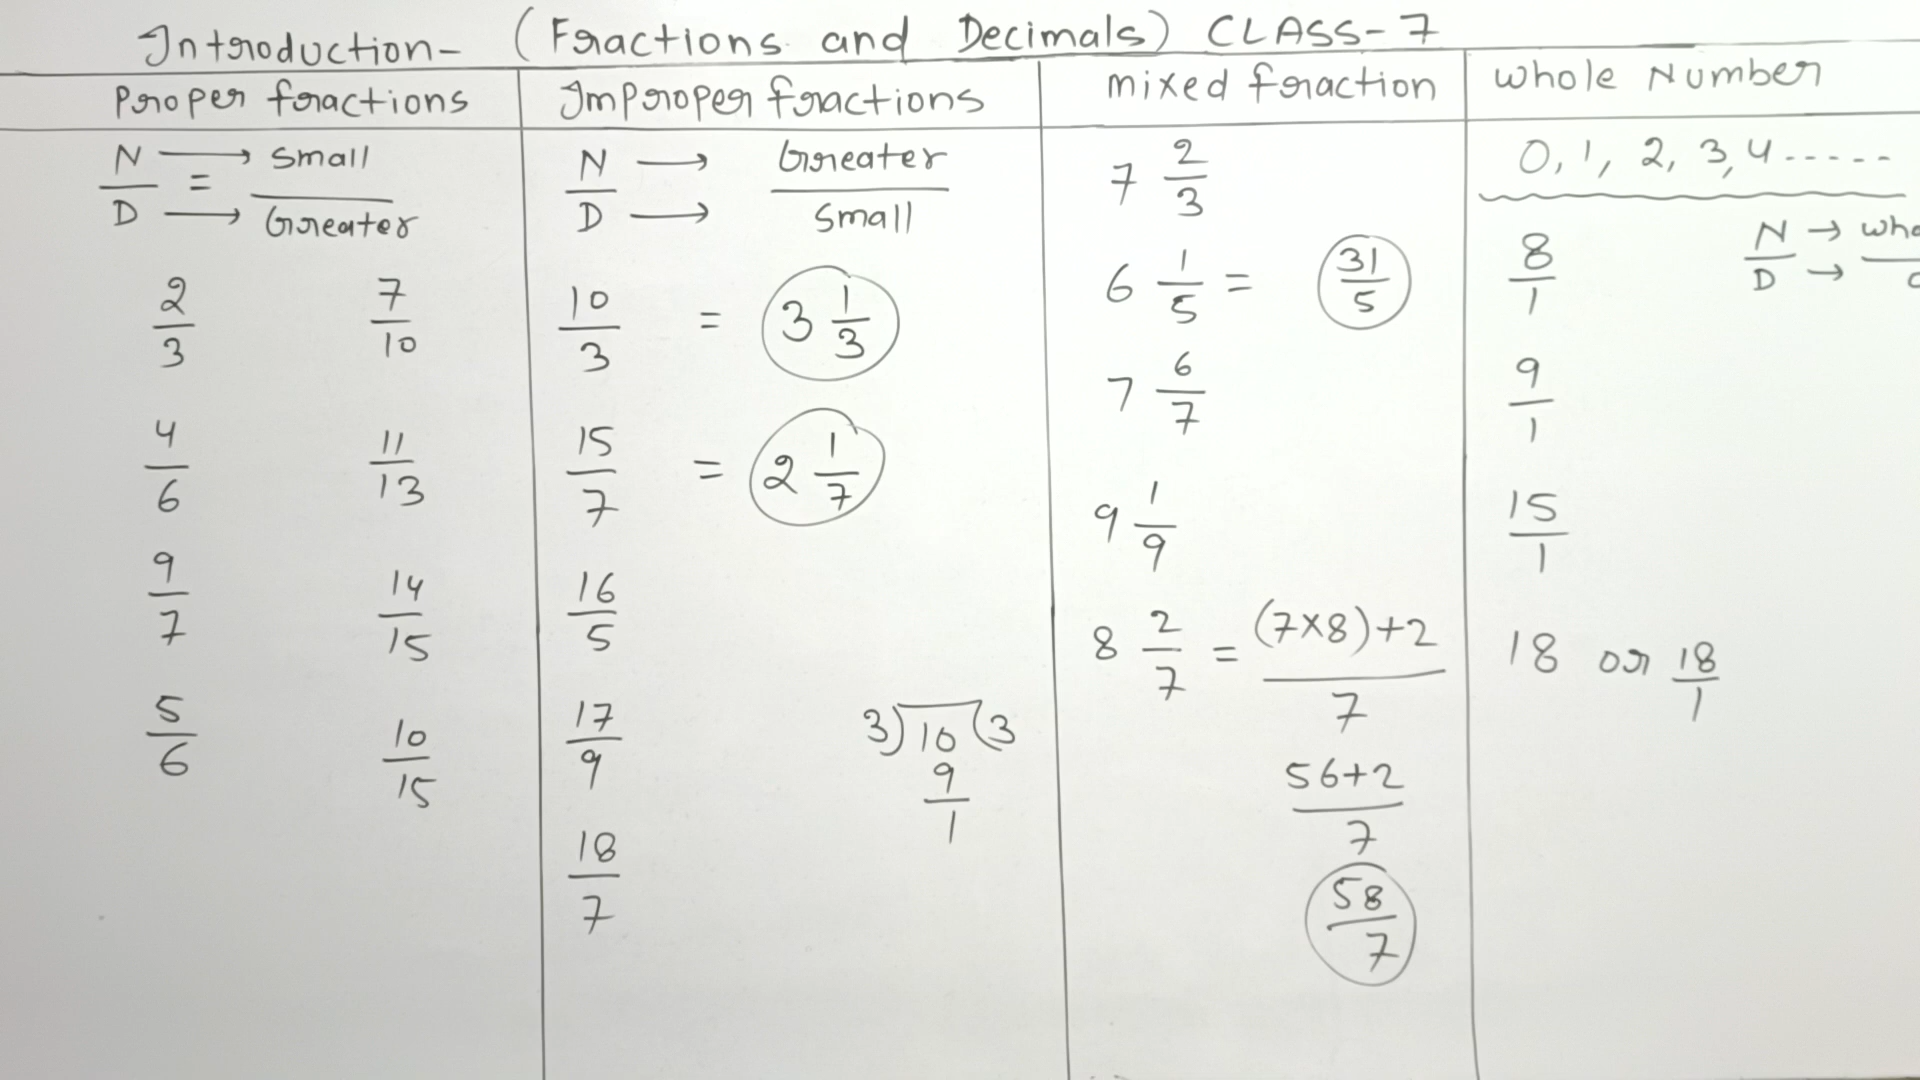 Introduction- (Fractions and Decimals) CLASS-7
Proper fractions
N/D = → Small / → Greater
2/3 7/10
4/6 11/13
9/7 14/15
5/6 10/15
Improper fractions
N/D → Greater / → Small
10/3 = 3 1/3
15/7 = 2 1/7
16/5
17/9
18/7
3)10(3
9
1
mixed fraction
7 2/3
6 1/5 = 31/5
7 6/7
9 1/9
8 2/7 = (7×8)+2/7
56+2/7
58/7
Whole Number
0, 1, 2, 3, 4-----
N/D →
→
8/1
9/1
15/1
18 or 18/1